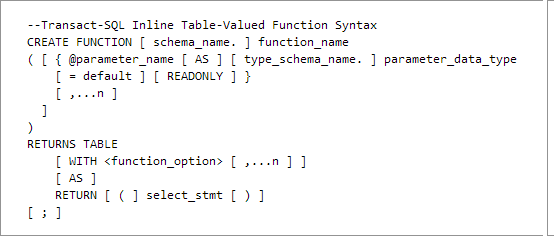 --Transact-SQL Inline Table-Valued Function Syntax
CREATE FUNCTION [ schema_name. ] function_name
( [ { @parameter_name [ AS ] [ type_schema_name. ] parameter_data_type
    [ = default ] [ READONLY ] }
    [ ,...n ]
  ]
)
RETURNS TABLE
    [ WITH <function_option> [ ,...n ] ]
    [ AS ]
    RETURN [ ( ] select_stmt [ ) ]
[ ; ]